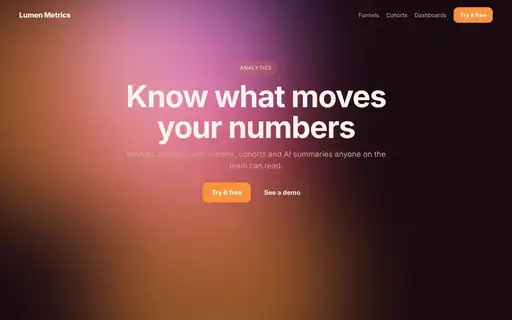 Lumen Metrics
Funnels Cohorts Dashboards Try it free
ANALYTICS
Know what moves
your numbers
with funnels, cohorts and AI summaries anyone on the
team can read.
Try it free See a demo